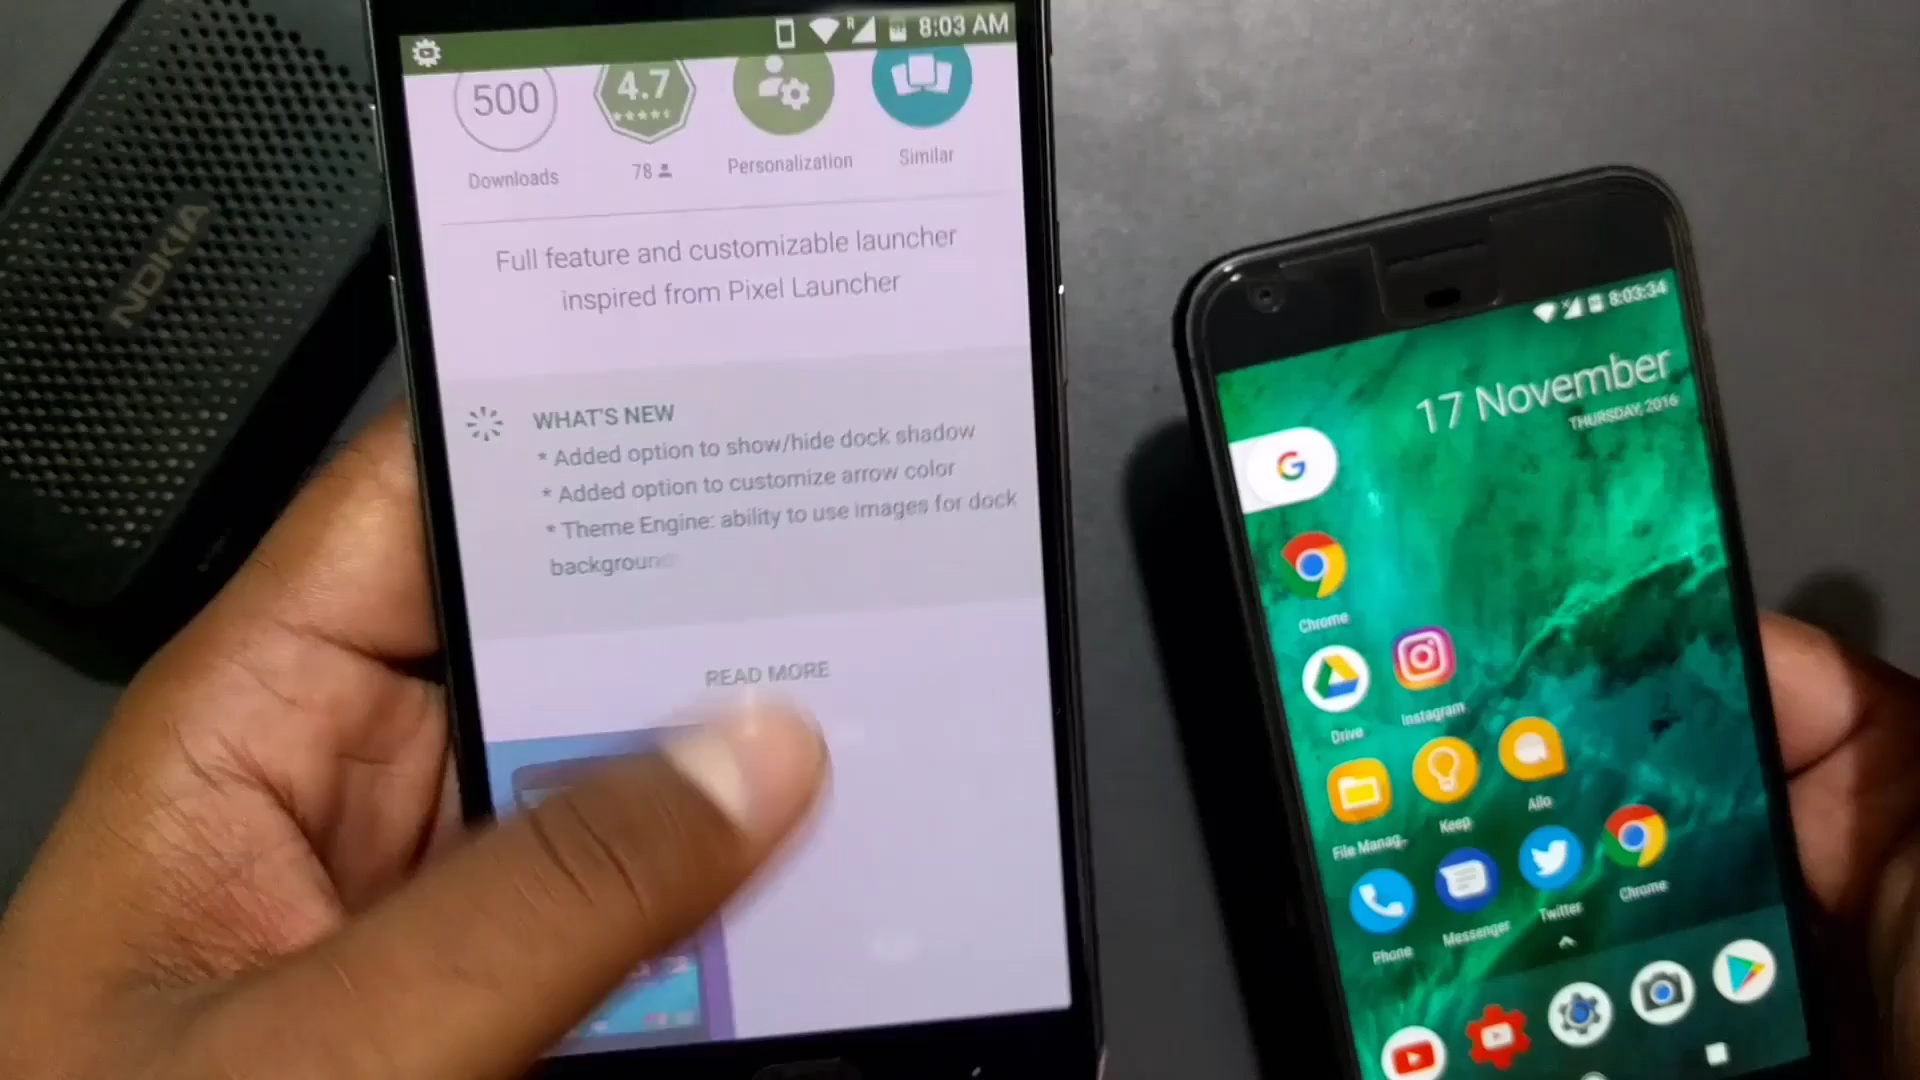 NOKIA
8:03 AM
500
4.7
Downloads
78
Personalization
Similar
Full feature and customizable launcher
inspired from Pixel Launcher
WHAT'S NEW
* Added option to show/hide dock shadow
* Added option to customize arrow color
* Theme Engine: ability to use images for dock
background
READ MORE
8:03:34
17 November
THURSDAY, 2016
G
Chrome
Drive
Instagram
File Manag..
Keep
Allo
Phone
Messenger
Twitter
Chrome